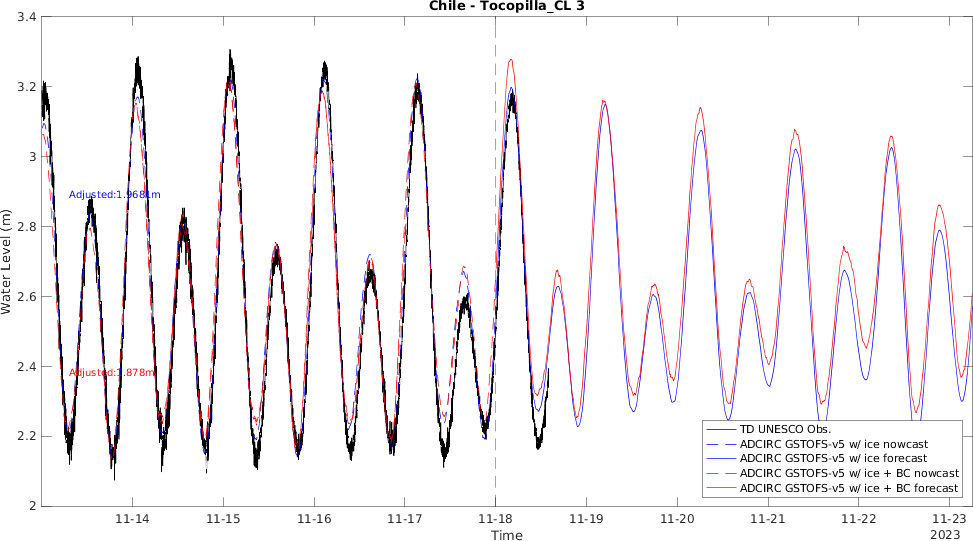 Chile - Tocopilla_CL 3
3.4
3.2
3
2.8
2.6
2.4
2.2
2
Water Level (m)
Adjusted:1.9681m
Adjusted:1.878m
TD UNESCO Obs.
ADCIRC GSTOFS-v5 w/ ice nowcast
ADCIRC GSTOFS-v5 w/ ice forecast
ADCIRC GSTOFS-v5 w/ ice + BC nowcast
ADCIRC GSTOFS-v5 w/ ice + BC forecast
11-14 11-15 11-16 11-17 11-18 11-19 11-20 11-21 11-22 11-23
Time
2023